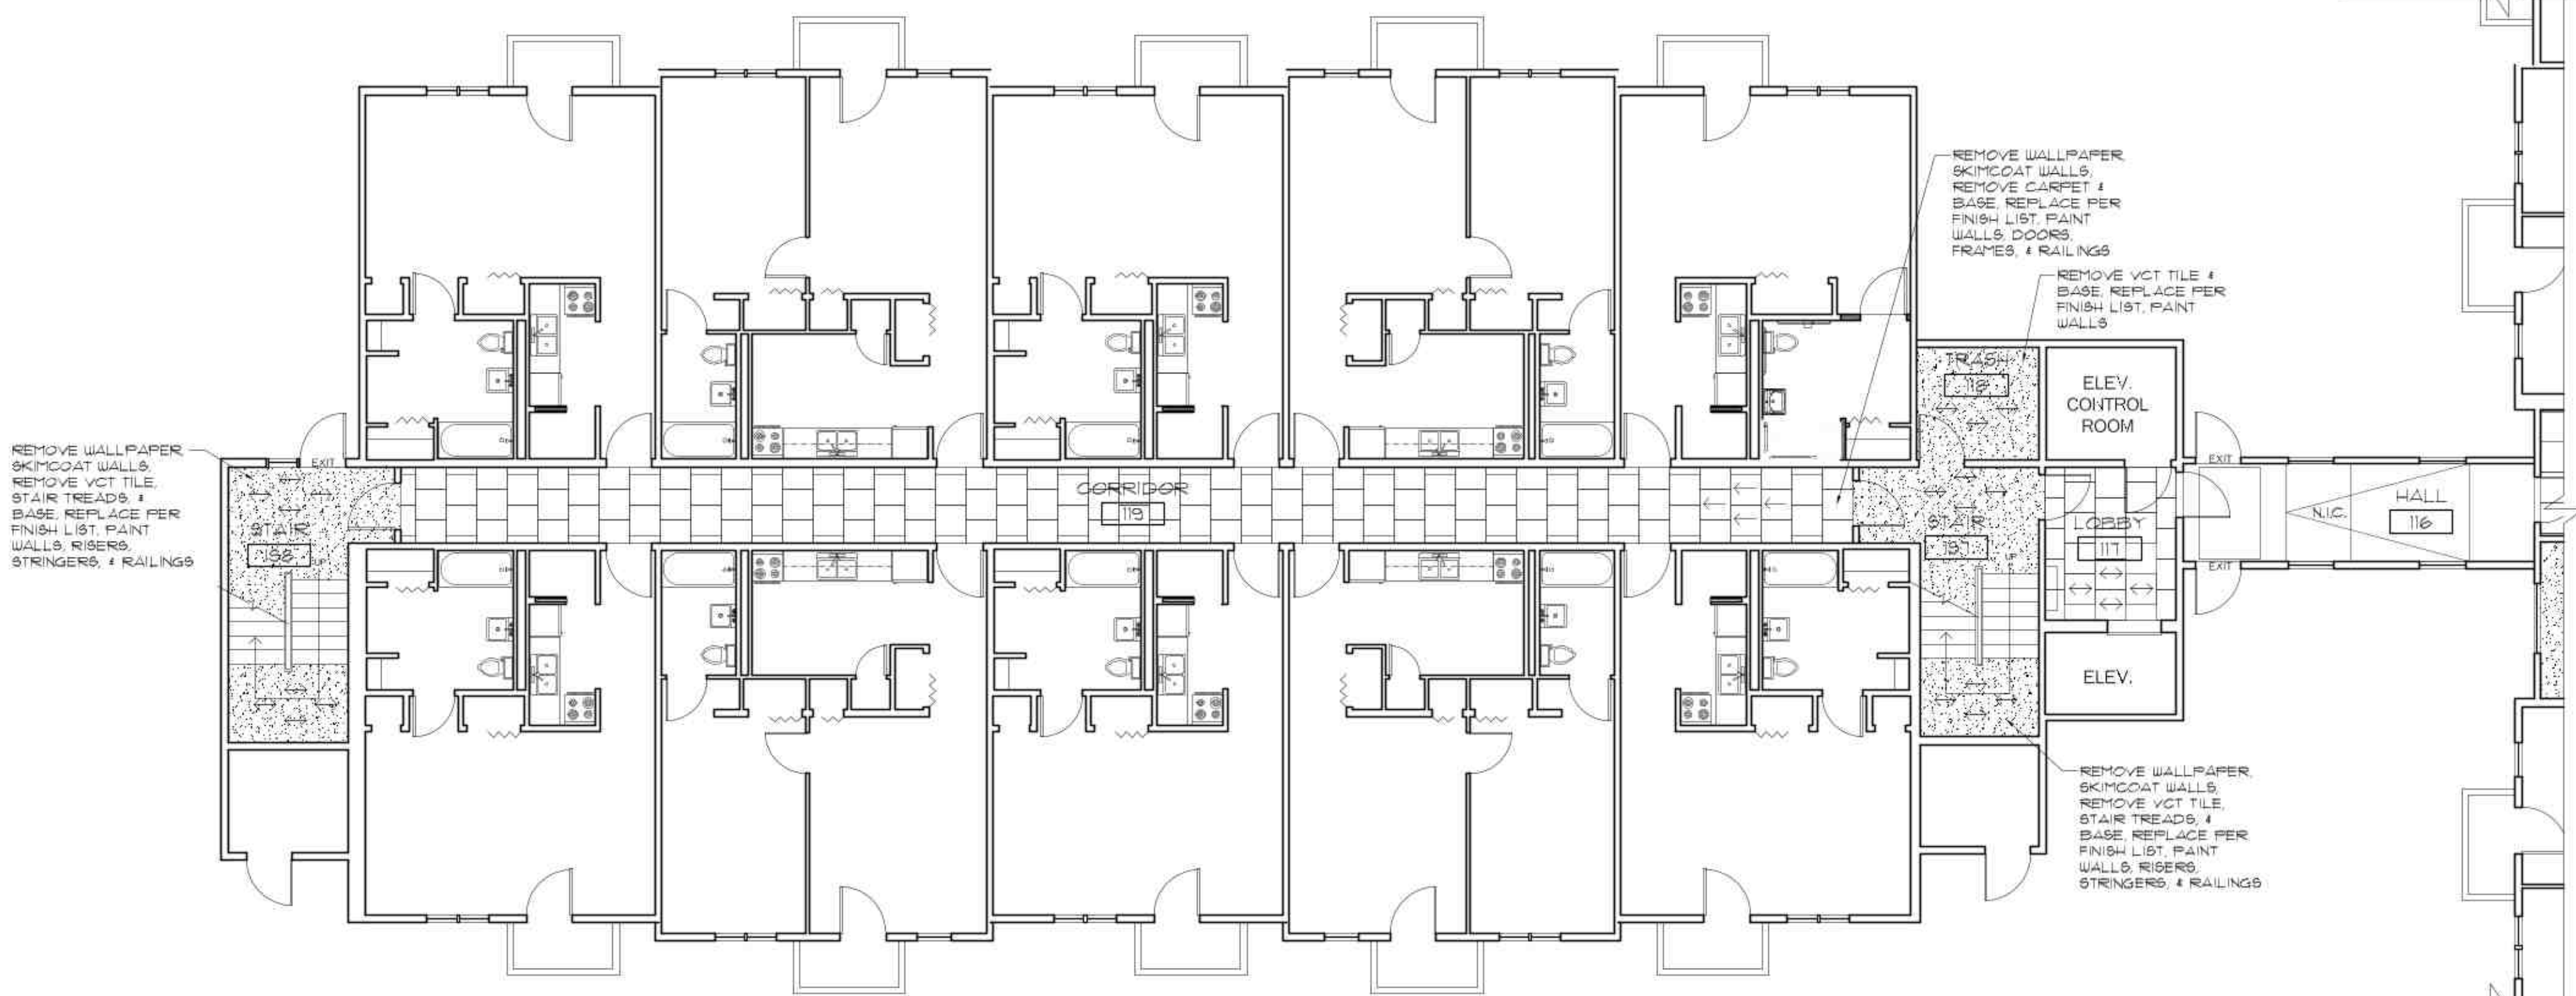 REMOVE WALLPAPER,
SKIMCOAT WALLS,
REMOVE CARPET &
BASE, REPLACE PER
FINISH LIST, PAINT
WALLS, DOORS,
FRAMES, & RAILINGS
REMOVE VCT TILE &
BASE, REPLACE PER
FINISH LIST, PAINT
WALLS
TRASH
118
ELEV.
CONTROL
ROOM
REMOVE WALLPAPER
SKIMCOAT WALLS,
REMOVE VCT TILE,
STAIR TREADS, &
BASE, REPLACE PER
FINISH LIST, PAINT
WALLS, RISERS,
STRINGERS, & RAILINGS
EXIT
STAIR
UP
CORRIDOR
119
STAIR
UP
LOBBY
117
EXIT
N.I.C.
HALL
116
EXIT
ELEV.
REMOVE WALLPAPER,
SKIMCOAT WALLS,
REMOVE VCT TILE,
STAIR TREADS, &
BASE, REPLACE PER
FINISH LIST, PAINT
WALLS, RISERS,
STRINGERS, & RAILINGS